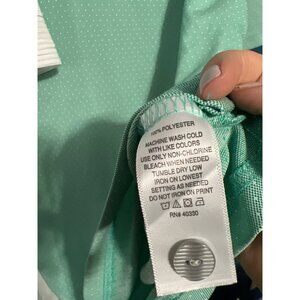 100% POLYESTER
MACHINE WASH COLD
WITH LIKE COLORS
USE ONLY NON-CHLORINE
BLEACH WHEN NEEDED
TUMBLE DRY LOW
IRON ON LOWEST
SETTING AS NEEDED
DO NOT IRON ON PRINT
RN# 40330